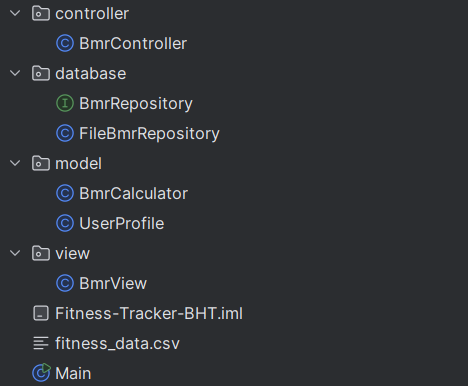 controller
BmrController
database
BmrRepository
FileBmrRepository
model
BmrCalculator
UserProfile
view
BmrView
Fitness-Tracker-BHT.iml
fitness_data.csv
Main